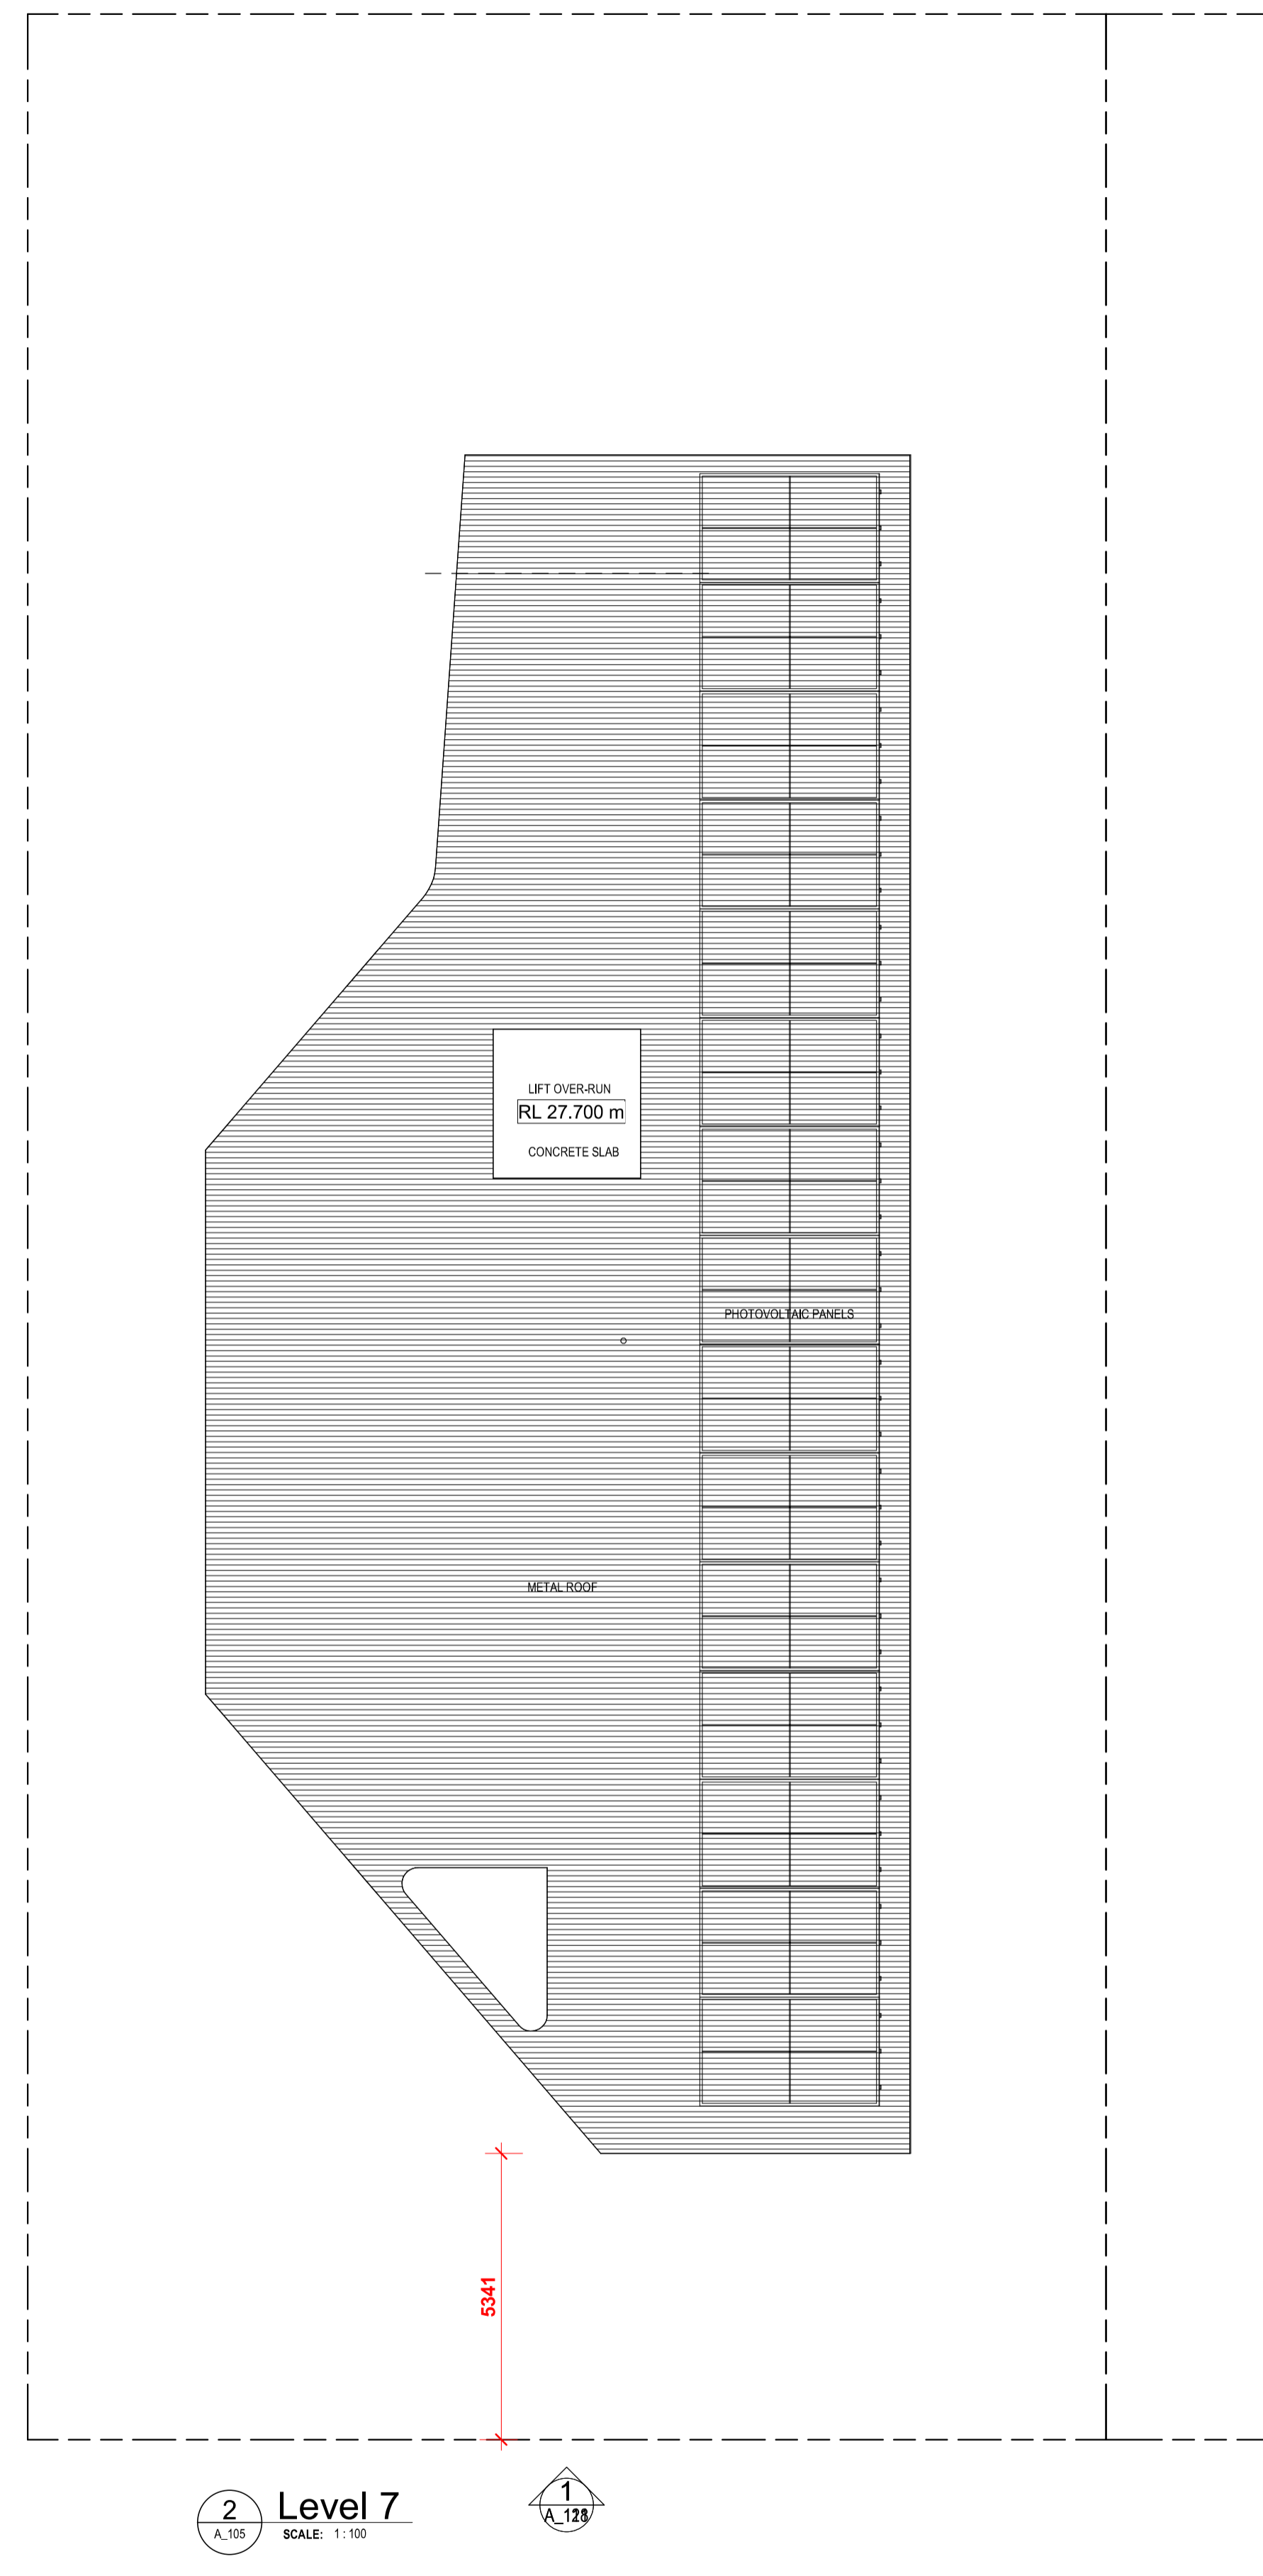 LIFT OVER-RUN
RL 27.700 m
CONCRETE SLAB
PHOTOVOLTAIC PANELS
METAL ROOF
5341
2
A_105
Level 7
SCALE: 1 : 100
1